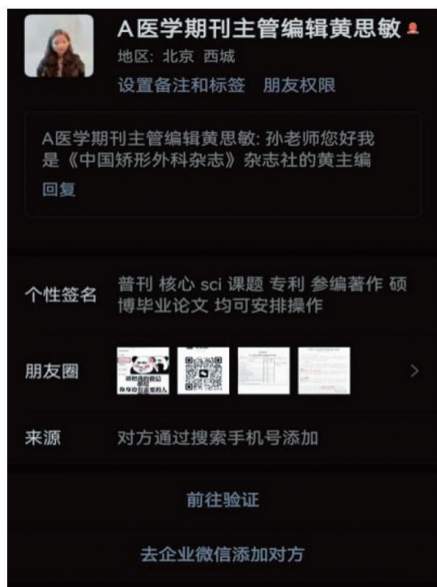 A医学期刊主管编辑黄思敏
地区: 北京 西城
设置备注和标签 朋友权限
A医学期刊主管编辑黄思敏: 孙老师您好我
是《中国矫形外科杂志》杂志社的黄主编
回复
个性签名
普刊 核心 sci 课题 专利 参编著作 硕
博毕业论文 均可安排操作
朋友圈
来源
对方通过搜索手机号添加
前往验证
去企业微信添加对方